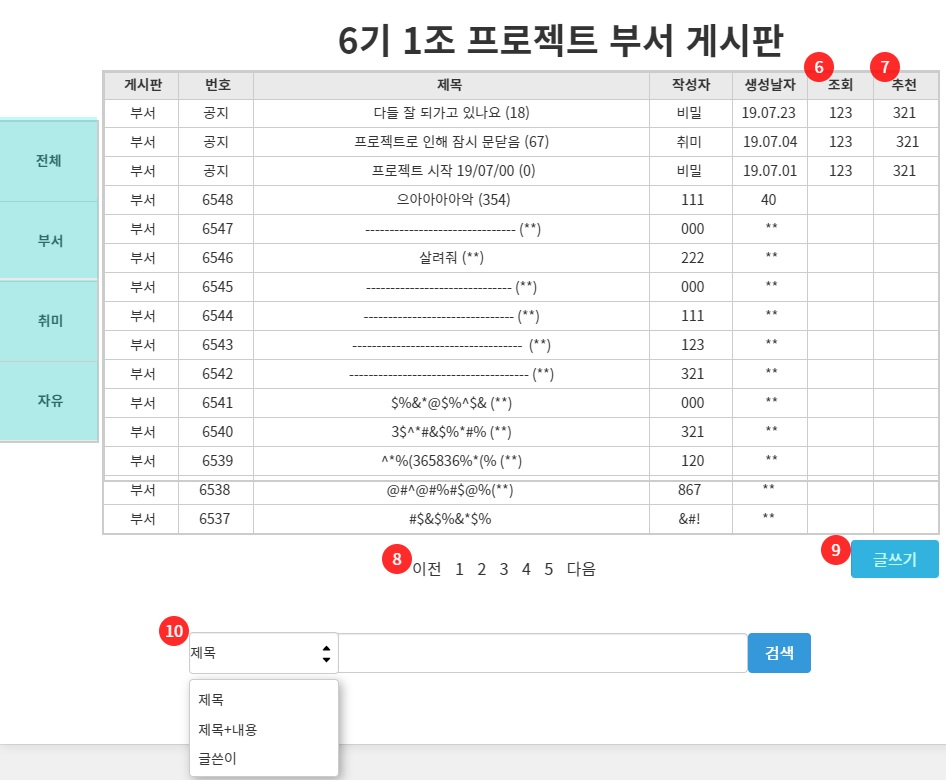 6기 1조 프로젝트 부서 게시판
6 7
게시판 번호 제목 작성자 생성날자 조회 추천
부서 공지 다들 잘 되가고 있나요 (18) 비밀 19.07.23 123 321
부서 공지 프로젝트로 인해 잠시 문닫음 (67) 취미 19.07.04 123 321
부서 공지 프로젝트 시작 19/07/00 (0) 비밀 19.07.01 123 321
부서 6548 으아아아아악 (354) 111 40
부서 6547 ------------------------------- (**) 000 **
부서 6546 살려줘 (**) 222 **
부서 6545 ------------------------------ (**) 000 **
부서 6544 ------------------------------- (**) 111 **
부서 6543 ----------------------------------- (**) 123 **
부서 6542 ------------------------------------- (**) 321 **
부서 6541 $%&*@$%^$& (**) 000 **
부서 6540 3$^*#&$%*#% (**) 321 **
부서 6539 ^*%(365836%*(% (**) 120 **
부서 6538 @#^@#%#$@%(**) 867 **
부서 6537 #$&$%&*$% &#! **
전체
부서
취미
자유
8 이전 1 2 3 4 5 다음
9 글쓰기
10
제목 검색
제목
제목+내용
글쓴이